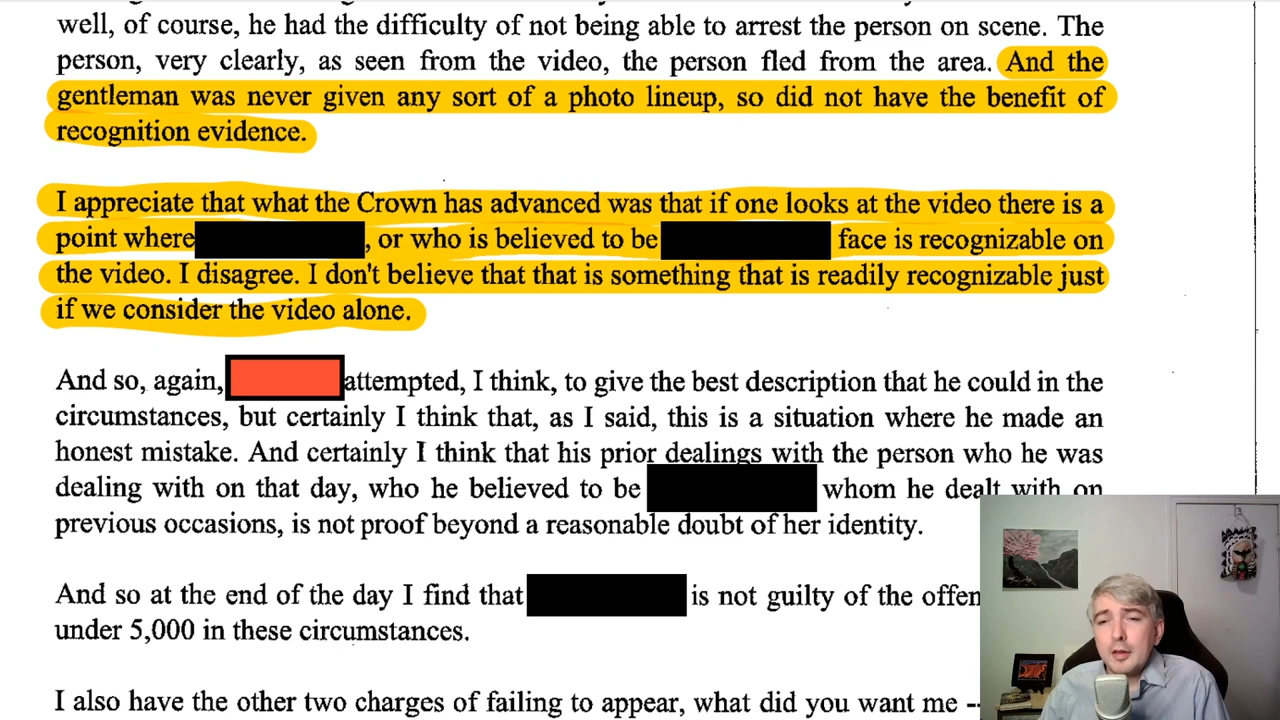 well, of course, he had the difficulty of not being able to arrest the person on scene. The
person, very clearly, as seen from the video, the person fled from the area. And the
gentleman was never given any sort of a photo lineup, so did not have the benefit of
recognition evidence.
I appreciate that what the Crown has advanced was that if one looks at the video there is a
point where , or who is believed to be face is recognizable on
the video. I disagree. I don't believe that that is something that is readily recognizable just
if we consider the video alone.
And so, again, attempted, I think, to give the best description that he could in the
circumstances, but certainly I think that, as I said, this is a situation where he made an
honest mistake. And certainly I think that his prior dealings with the person who he was
dealing with on that day, who he believed to be whom he dealt with on
previous occasions, is not proof beyond a reasonable doubt of her identity.
And so at the end of the day I find that is not guilty of the offen
under 5,000 in these circumstances.
I also have the other two charges of failing to appear, what did you want me --